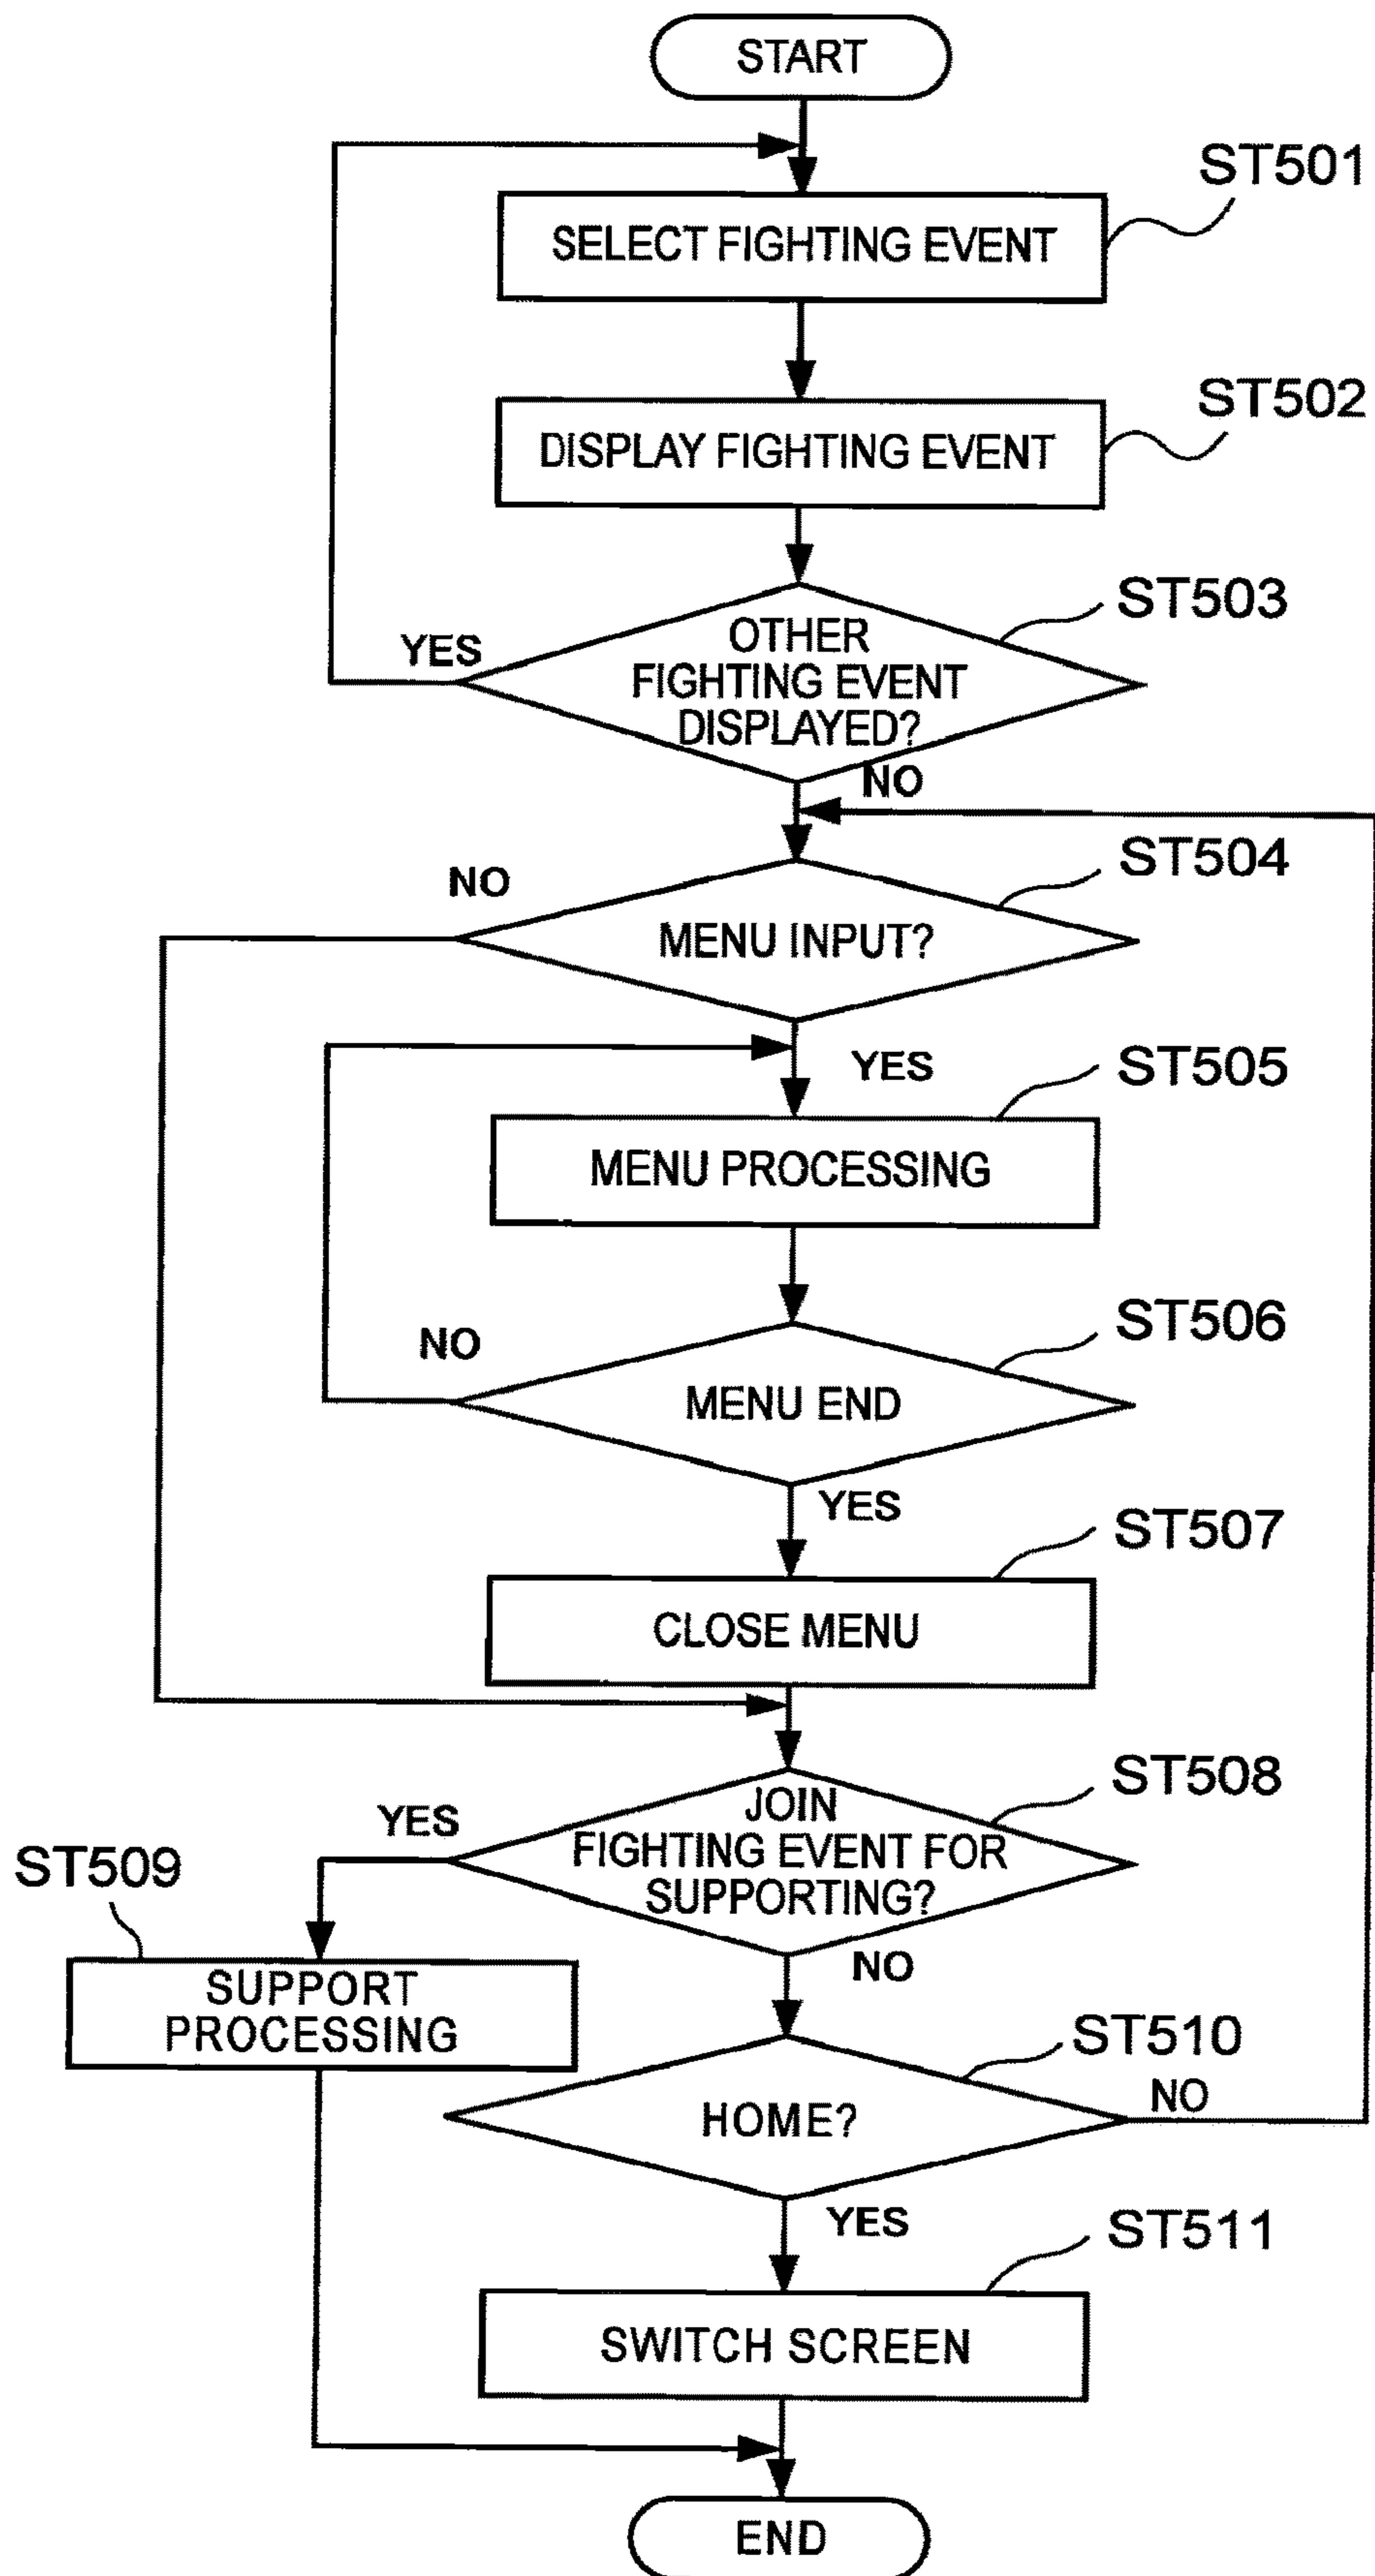 START
ST501
SELECT FIGHTING EVENT
ST502
DISPLAY FIGHTING EVENT
ST503
YES
OTHER
FIGHTING EVENT
DISPLAYED?
NO
ST504
NO
MENU INPUT?
YES
ST505
MENU PROCESSING
ST506
NO
MENU END
YES
ST507
CLOSE MENU
ST508
YES
JOIN
FIGHTING EVENT FOR
SUPPORTING?
ST509
NO
SUPPORT
PROCESSING
ST510
NO
HOME?
YES
ST511
SWITCH SCREEN
END